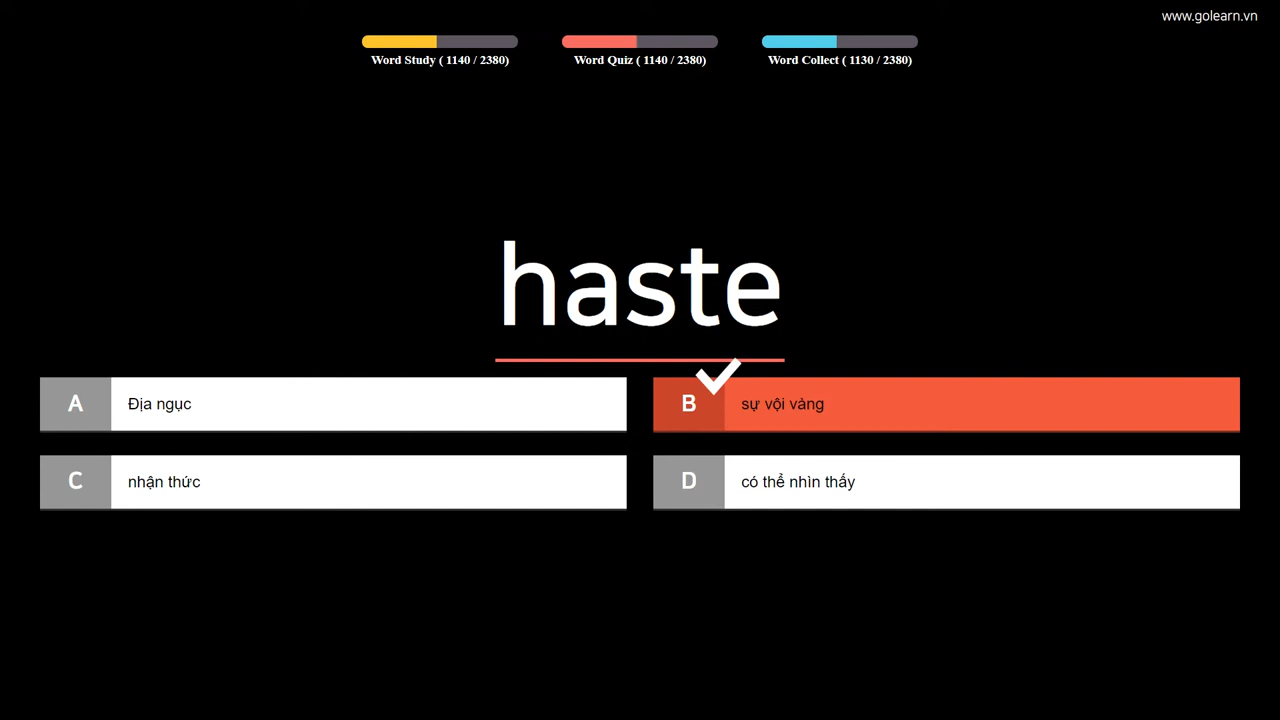 www.golearn.vn
Word Study ( 1140 / 2380)
Word Quiz ( 1140 / 2380)
Word Collect ( 1130 / 2380)
haste
A Địa ngục
B sự vội vàng
C nhận thức
D có thể nhìn thấy